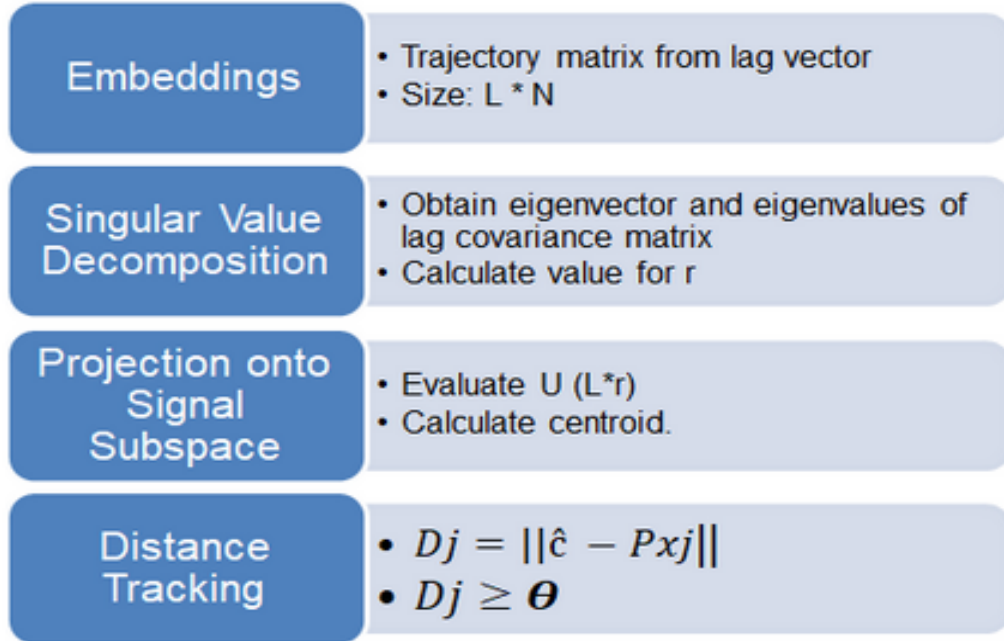 Embeddings
• Trajectory matrix from lag vector
• Size: L * N
Singular Value
Decomposition
• Obtain eigenvector and eigenvalues of
lag covariance matrix
• Calculate value for r
Projection onto
Signal
Subspace
• Evaluate U (L*r)
• Calculate centroid.
Distance
Tracking
• Dj = ||ĉ − Pxj||
• Dj ≥ Θ